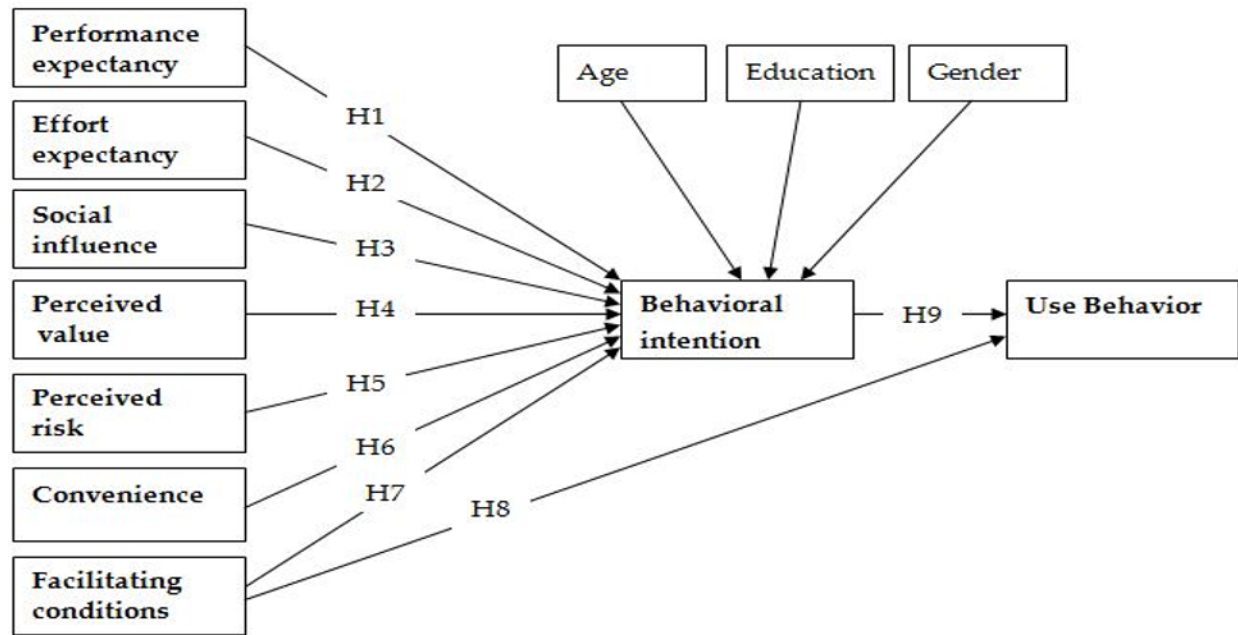 Performance
expectancy
Effort
expectancy
Social
influence
Perceived
value
Perceived
risk
Convenience
Facilitating
conditions
H1
H2
H3
H4
H5
H6
H7
H8
Age
Education
Gender
Behavioral
intention
H9
Use Behavior